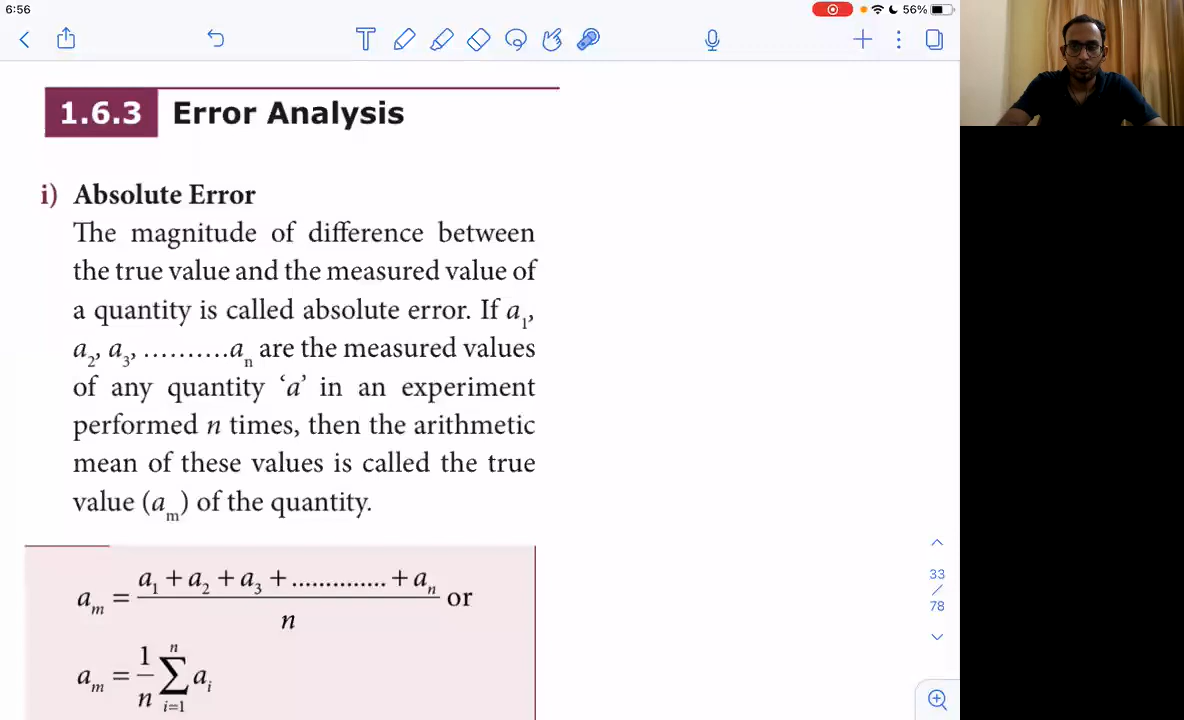 6:56
56%
1.6.3 Error Analysis
i) Absolute Error
The magnitude of difference between
the true value and the measured value of
a quantity is called absolute error. If a₁,
a₂, a₃, ..........aₙ are the measured values
of any quantity ‘a’ in an experiment
performed n times, then the arithmetic
mean of these values is called the true
value (aₘ) of the quantity.
aₘ = (a₁ + a₂ + a₃ + .............. + aₙ) / n or
aₘ = 1/n ∑ᵢ₌₁ⁿ aᵢ
33
/
78